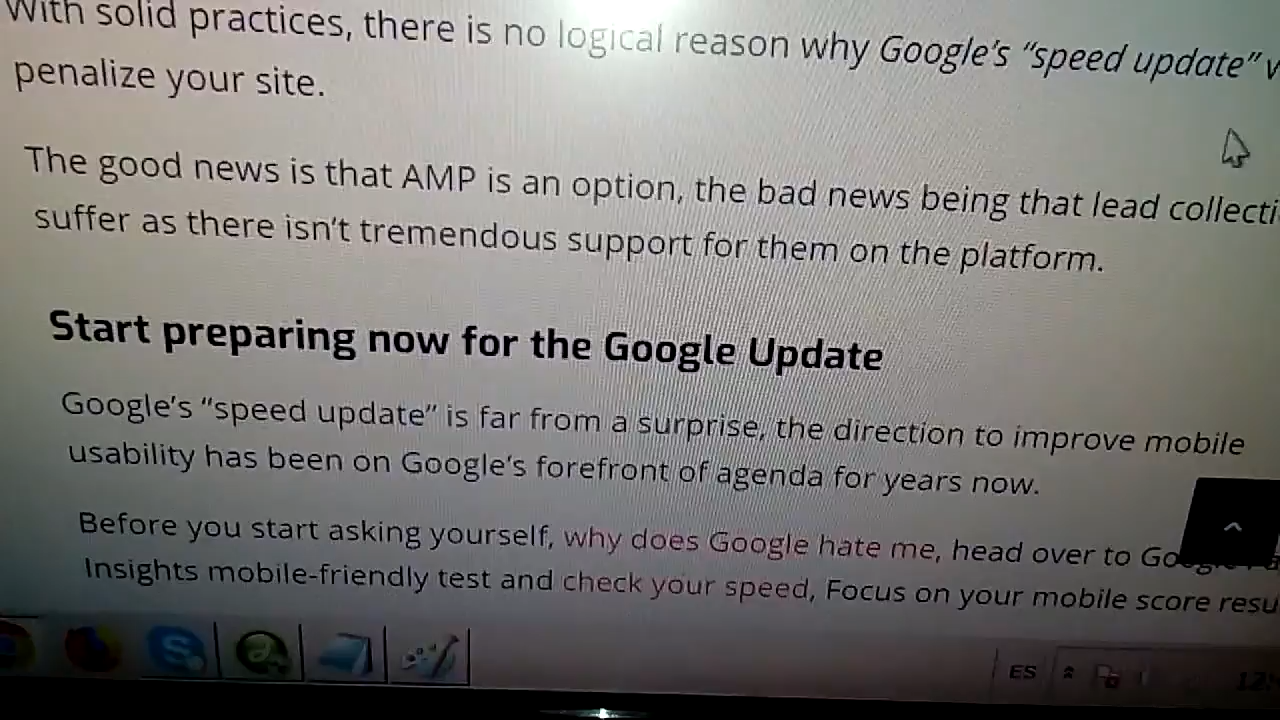 With solid practices, there is no logical reason why Google's “speed update”
penalize your site.
The good news is that AMP is an option, the bad news being that lead
suffer as there isn't tremendous support for them on the platform.
Start preparing now for the Google Update
Google's “speed update” is far from a surprise, the direction to improve mobile
usability has been on Google's forefront of agenda for years now.
Before you start asking yourself, why does Google hate me, head over to
Insights mobile-friendly test and check your speed, Focus on your mobile score
ES